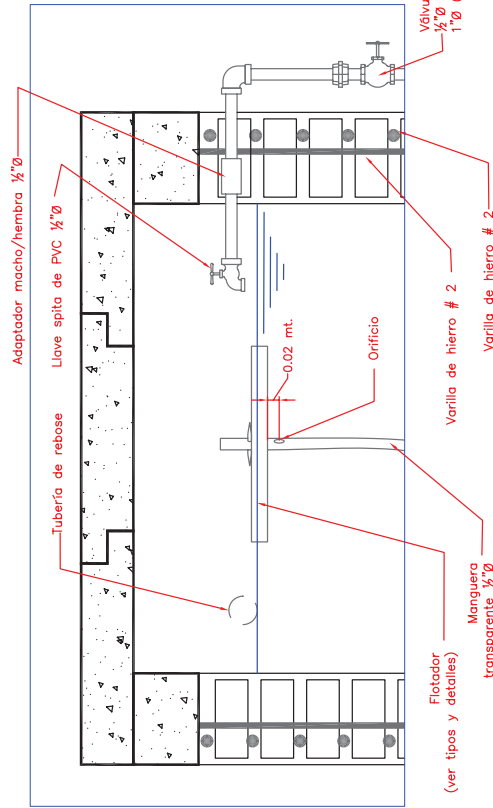 Adaptador macho/hembra ½"Ø
Llave spita de PVC ½"Ø
Tubería de rebose
Válvu
½"Ø
1"Ø (
0.02 mt.
Orificio
Varilla de hierro # 2
Varilla de hierro # 2
Manguera
transparente ½"Ø
Flotador
(ver tipos y detalles)